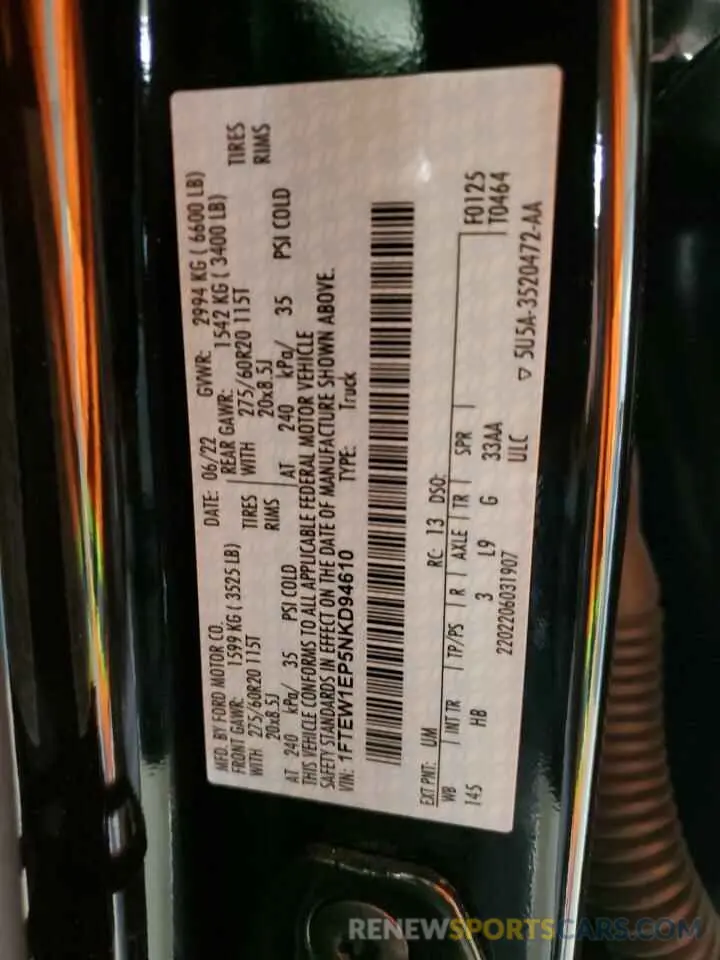 MFD. BY FORD MOTOR CO.
DATE: 06/22
GVWR: 2994 KG ( 6600 LB)
FRONT GAWR: 1599 KG ( 3525 LB)
REAR GAWR: 1542 KG ( 3400 LB)
WITH 275/60R20 115T TIRES
WITH 275/60R20 115T TIRES
20x8.5J RIMS
20x8.5J RIMS
AT 240 kPa/ 35 PSI COLD
AT 240 kPa/ 35 PSI COLD
THIS VEHICLE CONFORMS TO ALL APPLICABLE FEDERAL MOTOR VEHICLE
SAFETY STANDARDS IN EFFECT ON THE DATE OF MANUFACTURE SHOWN ABOVE.
VIN: 1FTEW1EP5NKD94610
TYPE: Truck
EXT PNT: UM RC: 13 DSO: F0125
WB INT TR TP/PS R AXLE TR SPR T0464
145 HB 3 L9 G 33AA
2202206031907 ULC
▽ 5U5A-3520472-AA
RENEWSPORTSCARS.COM